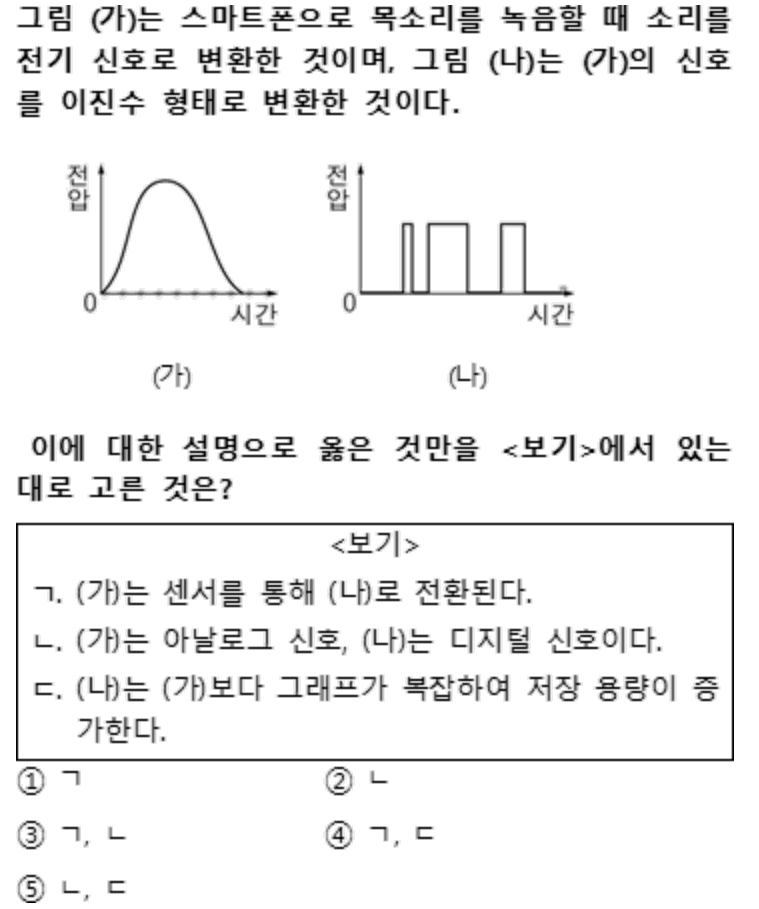 그림 (가)는 스마트폰으로 목소리를 녹음할 때 소리를
전기 신호로 변환한 것이며, 그림 (나)는 (가)의 신호
를 이진수 형태로 변환한 것이다.
전압
0
시간
(가)
전압
0
시간
(나)
이에 대한 설명으로 옳은 것만을 <보기>에서 있는
대로 고른 것은?
<보기>
ㄱ. (가)는 센서를 통해 (나)로 전환된다.
ㄴ. (가)는 아날로그 신호, (나)는 디지털 신호이다.
ㄷ. (나)는 (가)보다 그래프가 복잡하여 저장 용량이 증
가한다.
① ㄱ ② ㄴ
③ ㄱ, ㄴ ④ ㄱ, ㄷ
⑤ ㄴ, ㄷ